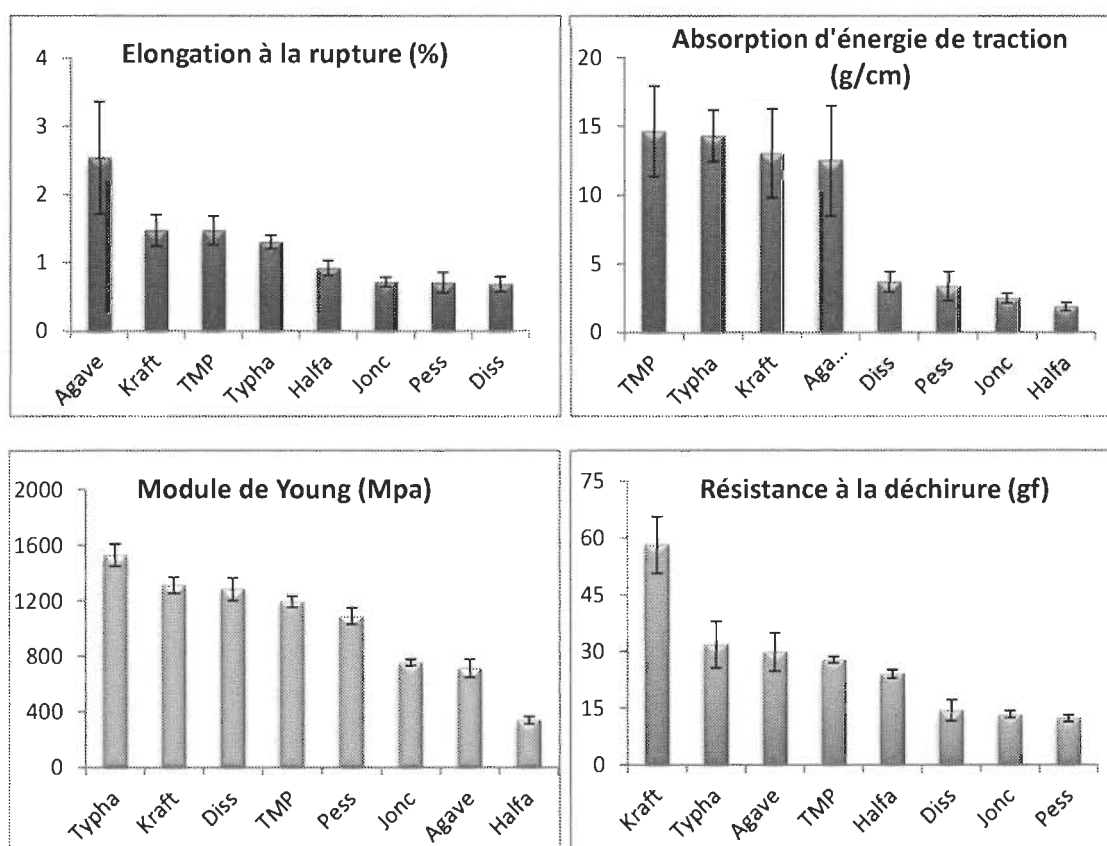 Elongation à la rupture (%)
4
3
2
1
0
Agave
Kraft
TMP
Typha
Halfa
Jonc
Pess
Diss
Absorption d'énergie de traction
(g/cm)
20
15
10
5
0
TMP
Typha
Kraft
Aga...
Diss
Pess
Jonc
Halfa
Module de Young (Mpa)
2000
1600
1200
800
400
0
Typha
Kraft
Diss
TMP
Pess
Jonc
Agave
Halfa
Résistance à la déchirure (gf)
75
60
45
30
15
0
Kraft
Typha
Agave
TMP
Halfa
Diss
Jonc
Pess